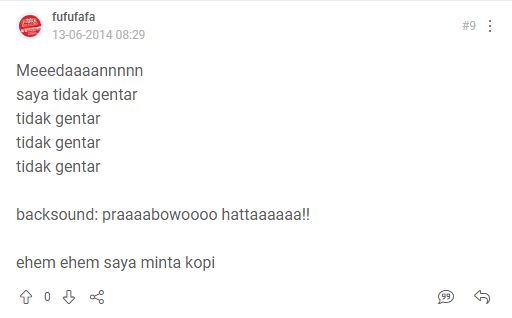 fufufafa
13-06-2014 08:29
#9
Meeedaaaannnnn
saya tidak gentar
tidak gentar
tidak gentar
tidak gentar
backsound: praaaabowoooo hattaaaaaa!!
ehem ehem saya minta kopi
0